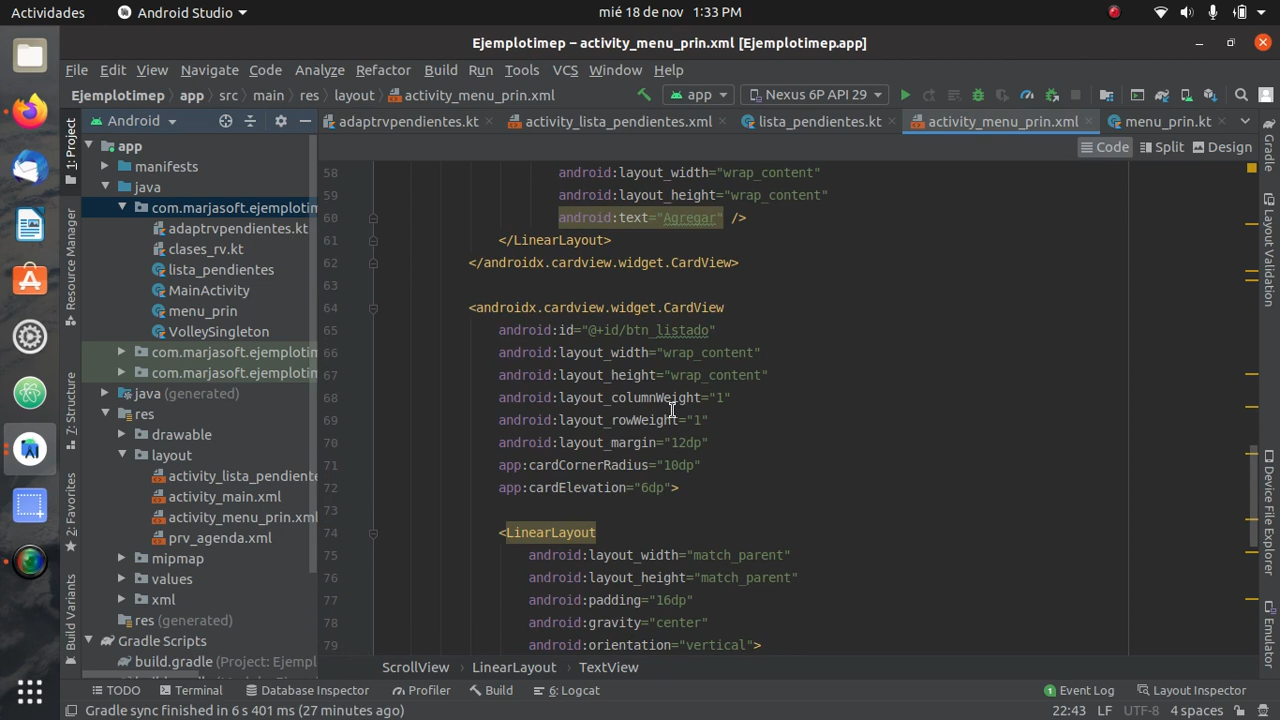 Actividades Android Studio mié 18 de nov 1:33 PM
Ejemplotimep – activity_menu_prin.xml [Ejemplotimep.app]
File Edit View Navigate Code Analyze Refactor Build Run Tools VCS Window Help
Ejemplotimep app src main res layout activity_menu_prin.xml app Nexus 6P API 29
Android adaptrvpendientes.kt activity_lista_pendientes.xml lista_pendientes.kt activity_menu_prin.xml menu_prin.kt
Code Split Design
1: Project
Resource Manager
7: Structure
2: Favorites
Build Variants
app
manifests
java
com.marjasoft.ejemplotim
adaptrvpendientes.kt
clases_rv.kt
lista_pendientes
MainActivity
menu_prin
VolleySingleton
com.marjasoft.ejemplotim
com.marjasoft.ejemplotim
java (generated)
res
drawable
layout
activity_lista_pendiente
activity_main.xml
activity_menu_prin.xml
prv_agenda.xml
mipmap
values
xml
res (generated)
Gradle Scripts
build.gradle (Project: Ejempl
58 android:layout_width="wrap_content"
59 android:layout_height="wrap_content"
60 android:text="Agregar" />
61 </LinearLayout>
62 </androidx.cardview.widget.CardView>
63
64 <androidx.cardview.widget.CardView
65 android:id="@+id/btn_listado"
66 android:layout_width="wrap_content"
67 android:layout_height="wrap_content"
68 android:layout_columnWeight="1"
69 android:layout_rowWeight="1"
70 android:layout_margin="12dp"
71 app:cardCornerRadius="10dp"
72 app:cardElevation="6dp">
73
74 <LinearLayout
75 android:layout_width="match_parent"
76 android:layout_height="match_parent"
77 android:padding="16dp"
78 android:gravity="center"
79 android:orientation="vertical">
Gradle
Layout Validation
Device File Explorer
Emulator
ScrollView LinearLayout TextView
TODO Terminal Database Inspector Profiler Build 6: Logcat 1 Event Log Layout Inspector
Gradle sync finished in 6 s 401 ms (27 minutes ago) 22:43 LF UTF-8 4 spaces